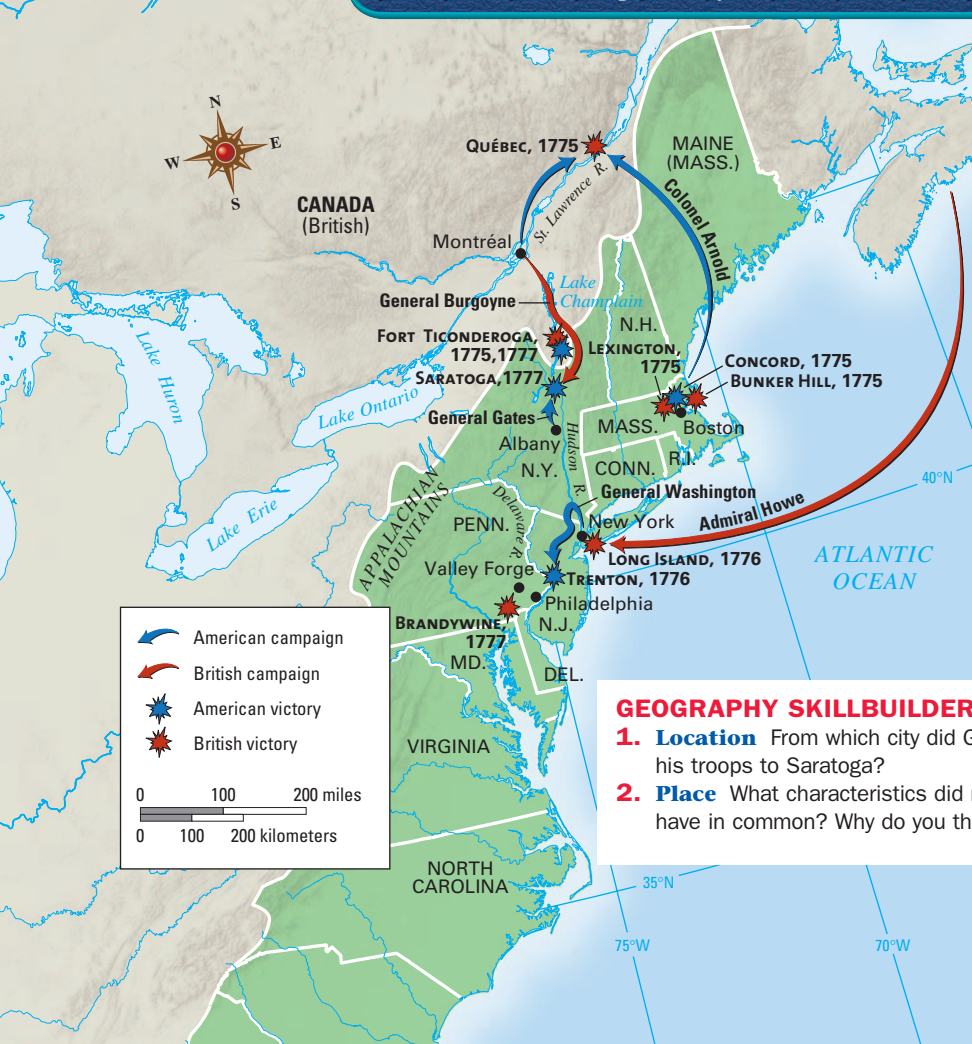 N
W
E
S
CANADA
(British)
QUÉBEC, 1775
MAINE
(MASS.)
St. Lawrence R.
Colonel Arnold
Montréal
Lake
Champlain
General Burgoyne
FORT TICONDEROGA,
1775,1777
SARATOGA,1777
General Gates
Albany
N.Y.
N.H.
LEXINGTON,
1775
CONCORD, 1775
BUNKER HILL, 1775
MASS.
Boston
Hudson R.
CONN.
R.I.
Lake Huron
Lake Ontario
Lake Erie
APPALACHIAN
MOUNTAINS
Delaware R.
PENN.
General Washington
New York
Admiral Howe
40°N
LONG ISLAND, 1776
ATLANTIC
OCEAN
Valley Forge
TRENTON, 1776
Philadelphia
N.J.
BRANDYWINE,
1777
MD.
DEL.
VIRGINIA
NORTH
CAROLINA
35°N
75°W
70°W
American campaign
British campaign
American victory
British victory
0 100 200 miles
0 100 200 kilometers
GEOGRAPHY SKILLBUILDER
1. Location From which city did G
his troops to Saratoga?
2. Place What characteristics did
have in common? Why do you th